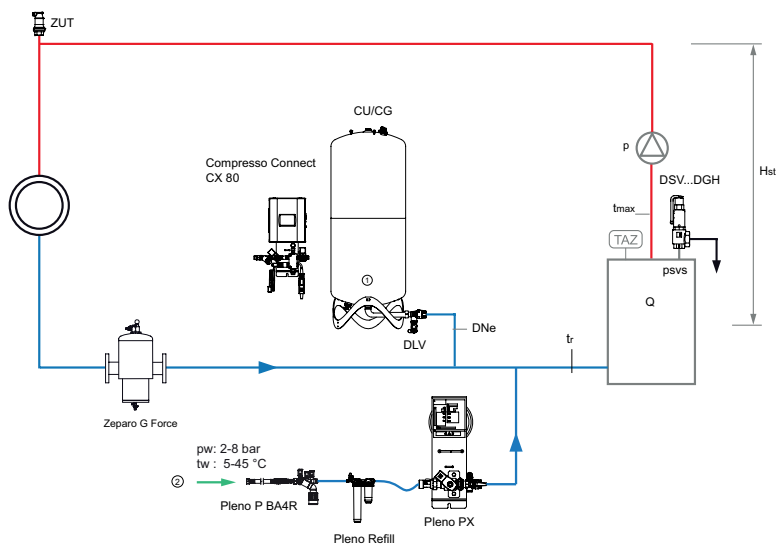 ZUT
CU/CG
Compresso Connect
CX 80
p
Hst
DSV...DGH
tmax
TAZ
psvs
①
Q
DNe
DLV
tr
Zeparo G Force
pw: 2-8 bar
tw : 5-45 °C
②
Pleno P BA4R
Pleno Refill
Pleno PX